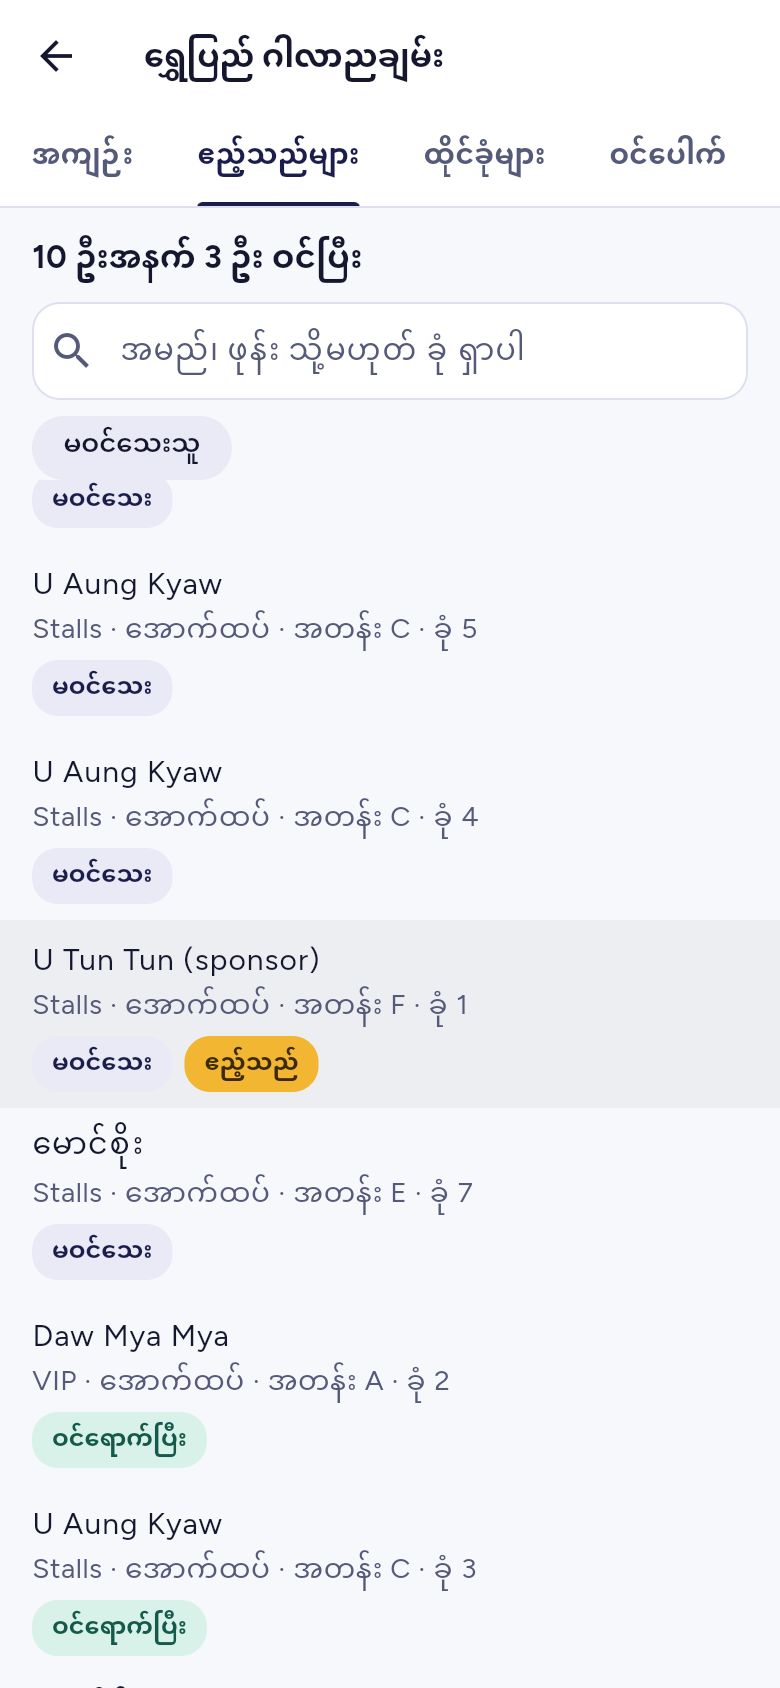 ရွှေပြည် ဂါလာညချမ်း
အကျဉ်း ဧည့်သည်များ ထိုင်ခုံများ ဝင်ပေါက်
10 ဦးအနက် 3 ဦး ဝင်ပြီး
အမည်၊ ဖုန်း သို့မဟုတ် ခုံ ရှာပါ
မဝင်သေးသူ
မဝင်သေး
U Aung Kyaw
Stalls · အောက်ထပ် · အတန်း C · ခုံ 5
မဝင်သေး
U Aung Kyaw
Stalls · အောက်ထပ် · အတန်း C · ခုံ 4
မဝင်သေး
U Tun Tun (sponsor)
Stalls · အောက်ထပ် · အတန်း F · ခုံ 1
မဝင်သေး ဧည့်သည်
မောင်စိုး
Stalls · အောက်ထပ် · အတန်း E · ခုံ 7
မဝင်သေး
Daw Mya Mya
VIP · အောက်ထပ် · အတန်း A · ခုံ 2
ဝင်ရောက်ပြီး
U Aung Kyaw
Stalls · အောက်ထပ် · အတန်း C · ခုံ 3
ဝင်ရောက်ပြီး